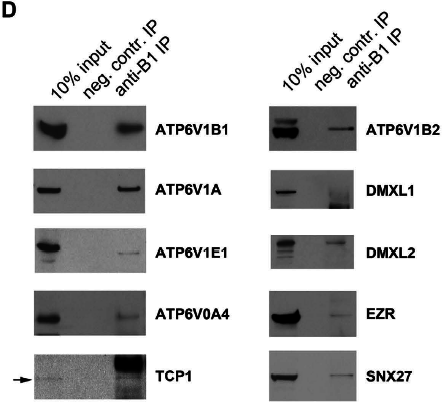 D
10% input
neg. contr. IP
anti-B1 IP
10% input
neg. contr. IP
anti-B1 IP
ATP6V1B1
ATP6V1A
ATP6V1E1
ATP6V0A4
TCP1
ATP6V1B2
DMXL1
DMXL2
EZR
SNX27